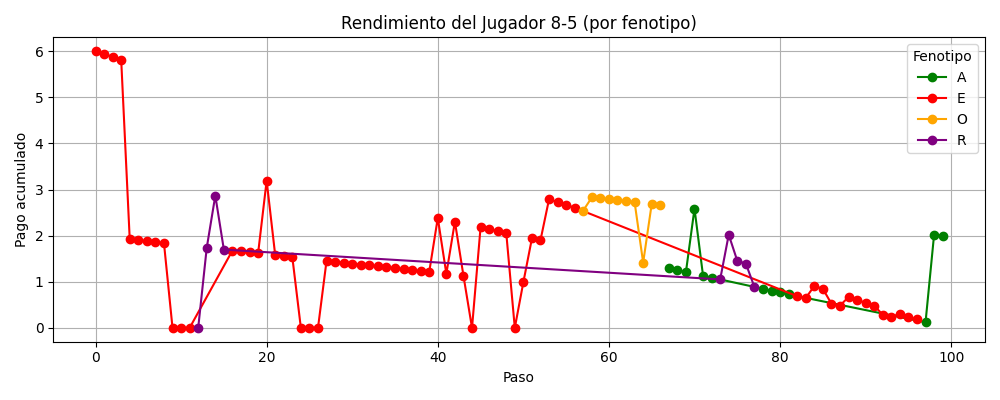 Rendimiento del Jugador 8-5 (por fenotipo)
Pago acumulado
6
5
4
3
2
1
0
Fenotipo
A
E
O
R
0 20 40 60 80 100
Paso